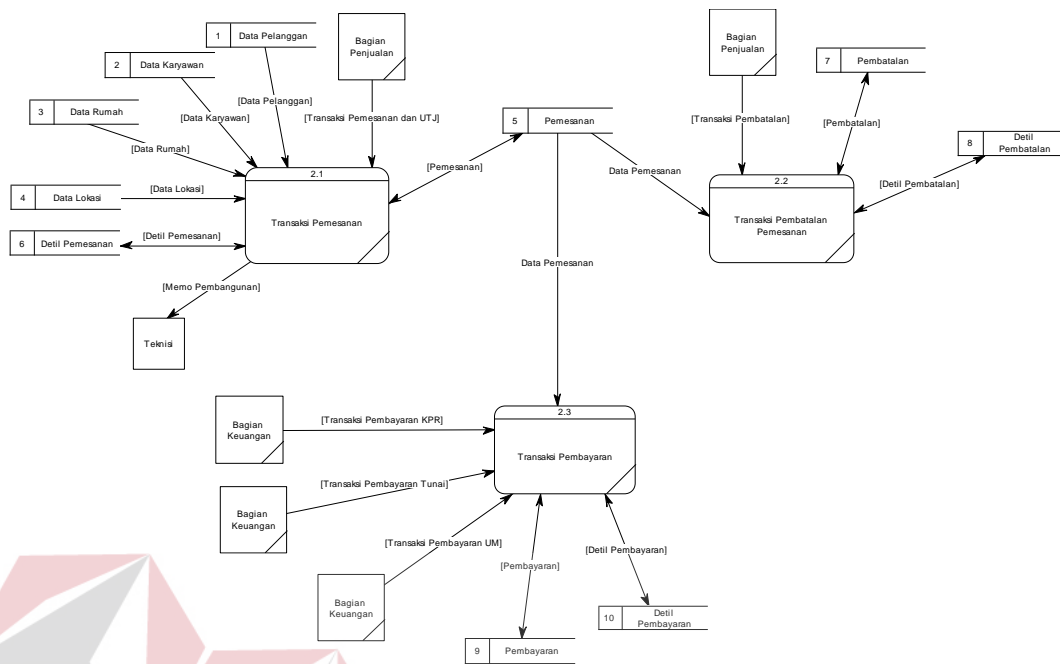 1 Data Pelanggan
Bagian
Penjualan
Bagian
Penjualan
2 Data Karyawan
7 Pembatalan
[Data Pelanggan]
3 Data Rumah
[Data Karyawan]
[Transaksi Pemesanan dan UTJ]
5 Pemesanan
[Transaksi Pembatalan]
[Pembatalan]
8 Detil
Pembatalan
[Data Rumah]
[Pemesanan]
Data Pemesanan
2.1
2.2
4 Data Lokasi
[Data Lokasi]
[Detil Pembatalan]
Transaksi Pemesanan
Transaksi Pembatalan
Pemesanan
6 Detil Pemesanan
[Detil Pemesanan]
Data Pemesanan
[Memo Pembangunan]
Teknisi
2.3
Bagian
Keuangan
[Transaksi Pembayaran KPR]
Transaksi Pembayaran
[Transaksi Pembayaran Tunai]
Bagian
Keuangan
[Transaksi Pembayaran UM]
[Detil Pembayaran]
[Pembayaran]
Bagian
Keuangan
10 Detil
Pembayaran
9 Pembayaran